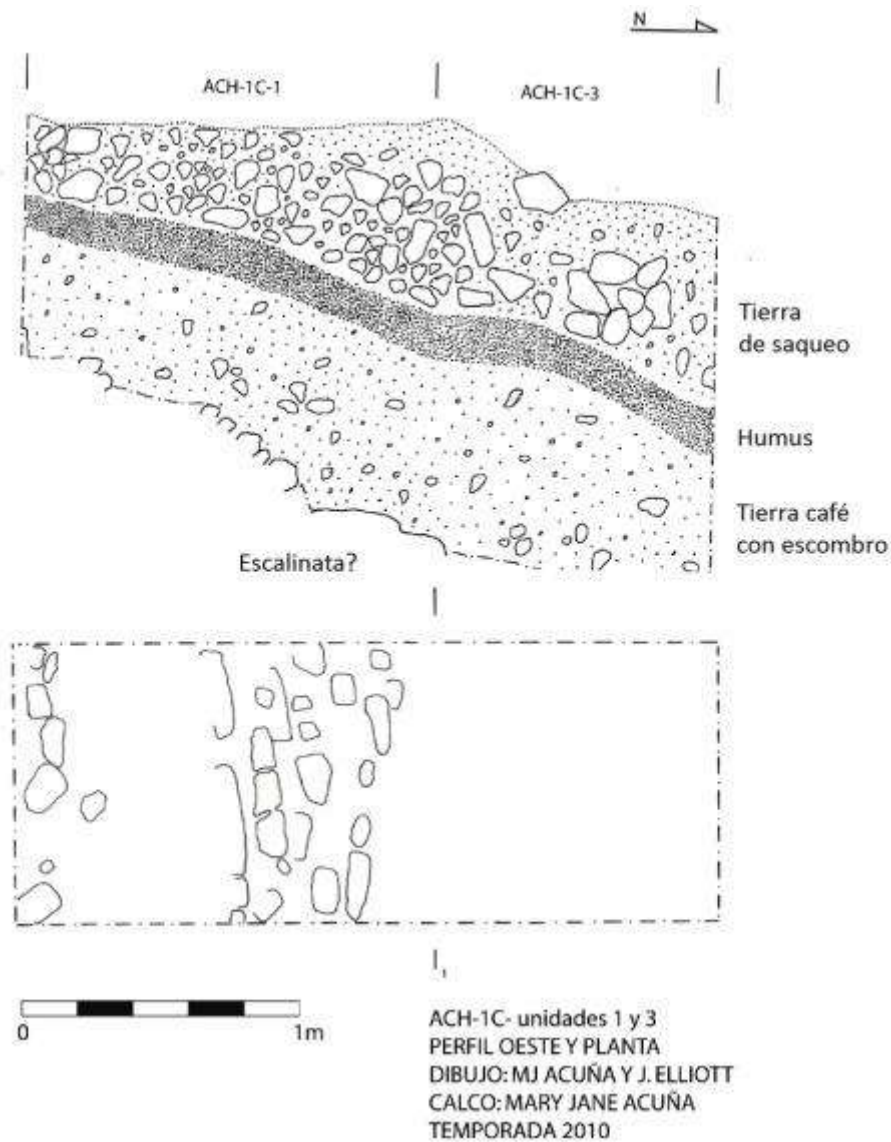 N
ACH-1C-1
ACH-1C-3
Tierra
de saqueo
Humus
Tierra café
con escombro
Escalinata?
0
1m
ACH-1C- unidades 1 y 3
PERFIL OESTE Y PLANTA
DIBUJO: MJ ACUÑA Y J. ELLIOTT
CALCO: MARY JANE ACUÑA
TEMPORADA 2010